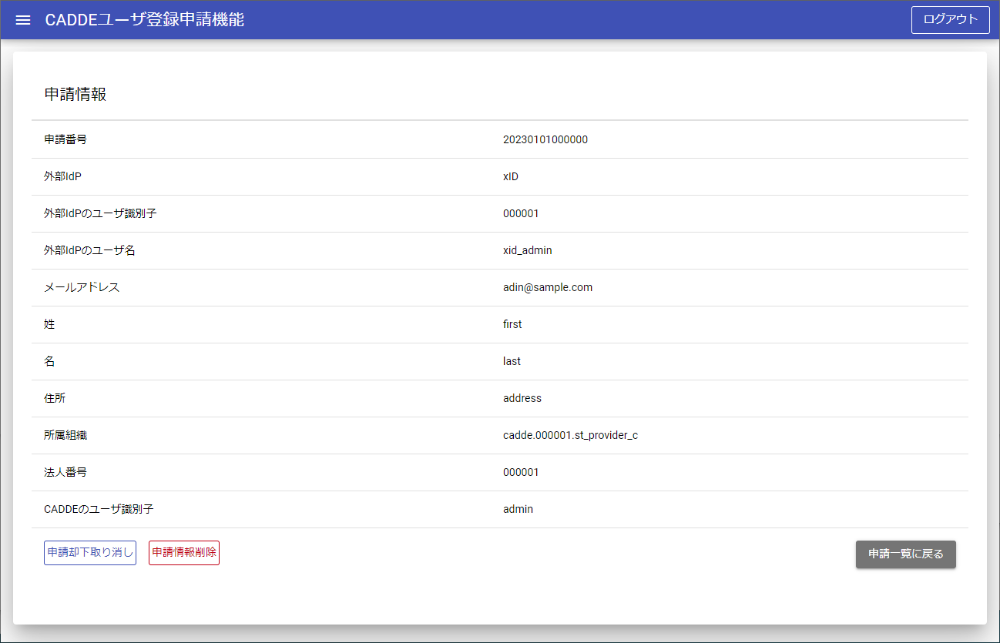 CADDEユーザ登録申請機能
ログアウト
申請情報
申請番号 20230101000000
外部IdP xID
外部IdPのユーザ識別子 000001
外部IdPのユーザ名 xid_admin
メールアドレス adin@sample.com
姓 first
名 last
住所 address
所属組織 cadde.000001.st_provider_c
法人番号 000001
CADDEのユーザ識別子 admin
申請却下取り消し 申請情報削除 申請一覧に戻る